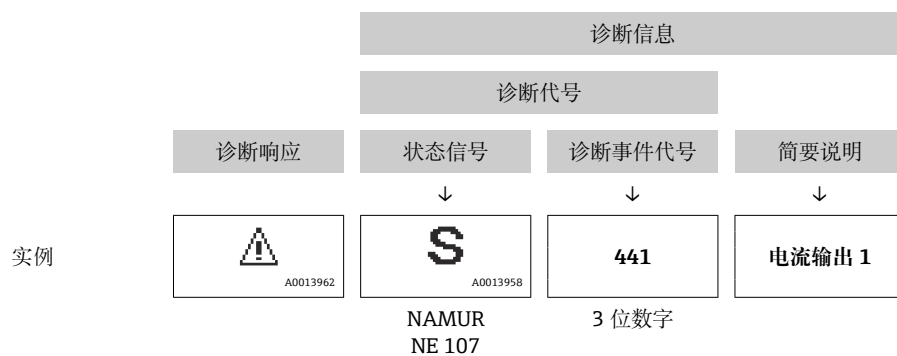 诊断信息
诊断代号
诊断响应 状态信号 诊断事件代号 简要说明
↓ ↓ ↓
实例 A0013962 S A0013958 441 电流输出 1
NAMUR NE 107 3 位数字